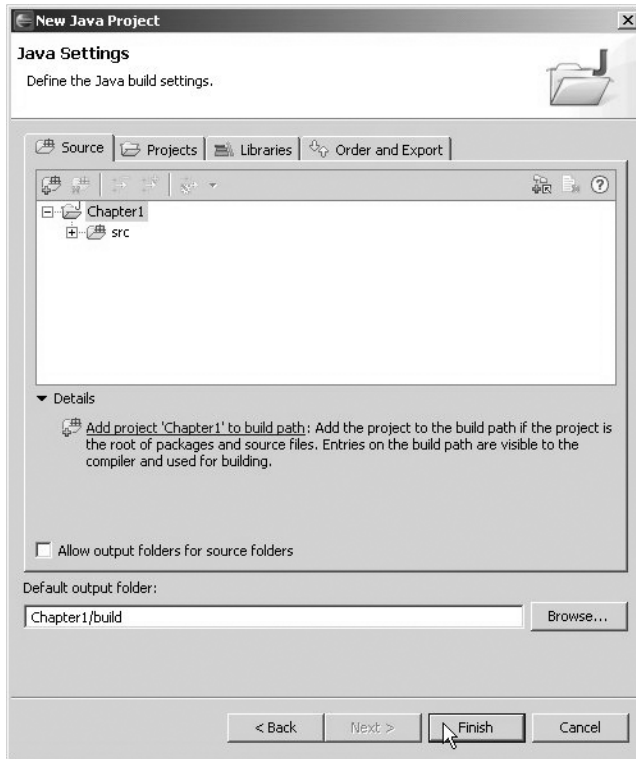 New Java Project
Java Settings
Define the Java build settings.
Source
Projects
Libraries
Order and Export
Chapter1
src
Details
Add project 'Chapter1' to build path: Add the project to the build path if the project is
the root of packages and source files. Entries on the build path are visible to the
compiler and used for building.
Allow output folders for source folders
Default output folder:
Chapter1/build
Browse...
< Back
Next >
Finish
Cancel